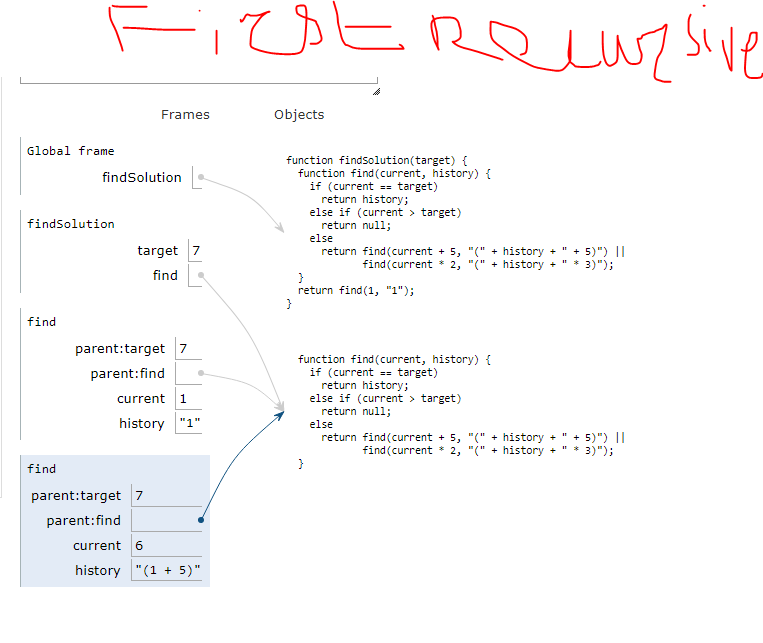 First Recursive
Frames Objects
Global frame
findSolution
findSolution
target 7
find
find
parent:target 7
parent:find
current 1
history "1"
find
parent:target 7
parent:find
current 6
history "(1 + 5)"
function findSolution(target) {
function find(current, history) {
if (current == target)
return history;
else if (current > target)
return null;
else
return find(current + 5, "(" + history + " + 5)") ||
find(current * 2, "(" + history + " * 3)");
}
return find(1, "1");
}
function find(current, history) {
if (current == target)
return history;
else if (current > target)
return null;
else
return find(current + 5, "(" + history + " + 5)") ||
find(current * 2, "(" + history + " * 3)");
}